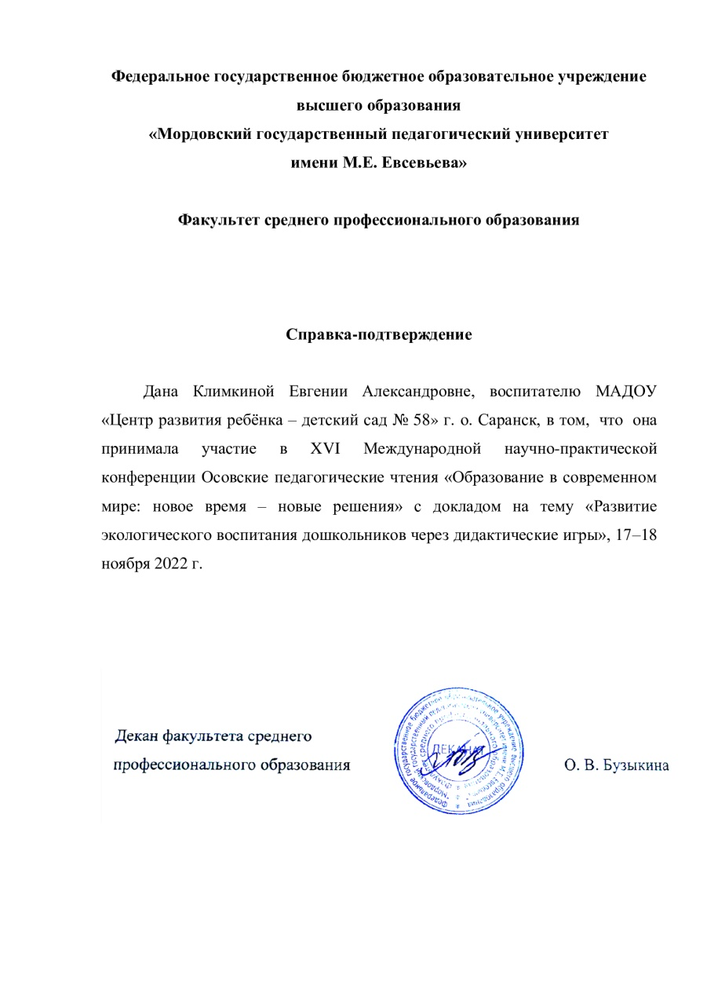 Федеральное государственное бюджетное образовательное учреждение
высшего образования
«Мордовский государственный педагогический университет
имени М.Е. Евсевьева»
Факультет среднего профессионального образования
Справка-подтверждение
Дана Климкиной Евгении Александровне, воспитателю МАДОУ
«Центр развития ребёнка – детский сад № 58» г. о. Саранск, в том, что она
принимала участие в XVI Международной научно-практической
конференции Осовские педагогические чтения «Образование в современном
мире: новое время – новые решения» с докладом на тему «Развитие
экологического воспитания дошкольников через дидактические игры», 17–18
ноября 2022 г.
Декан факультета среднего
профессионального образования
ДЕКАНАТ
О. В. Бузыкина